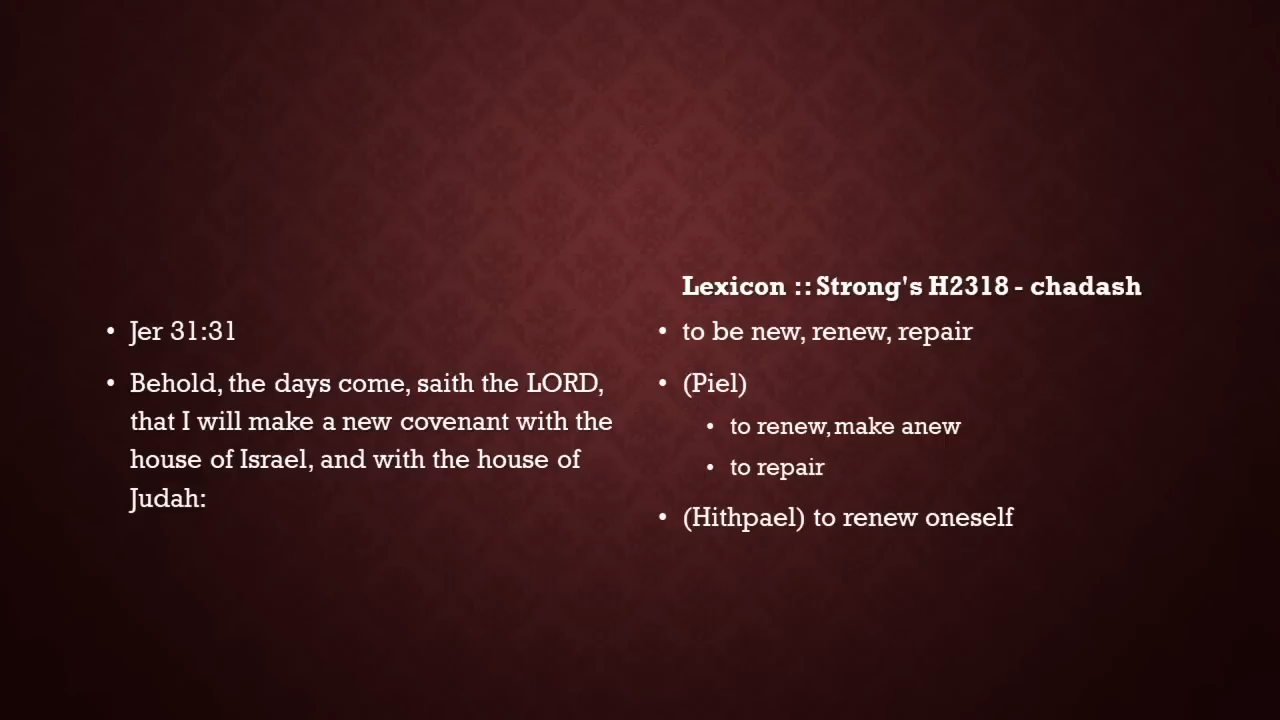 • Jer 31:31
• Behold, the days come, saith the LORD,
that I will make a new covenant with the
house of Israel, and with the house of
Judah:
Lexicon :: Strong's H2318 - chadash
• to be new, renew, repair
• (Piel)
• to renew, make anew
• to repair
• (Hithpael) to renew oneself